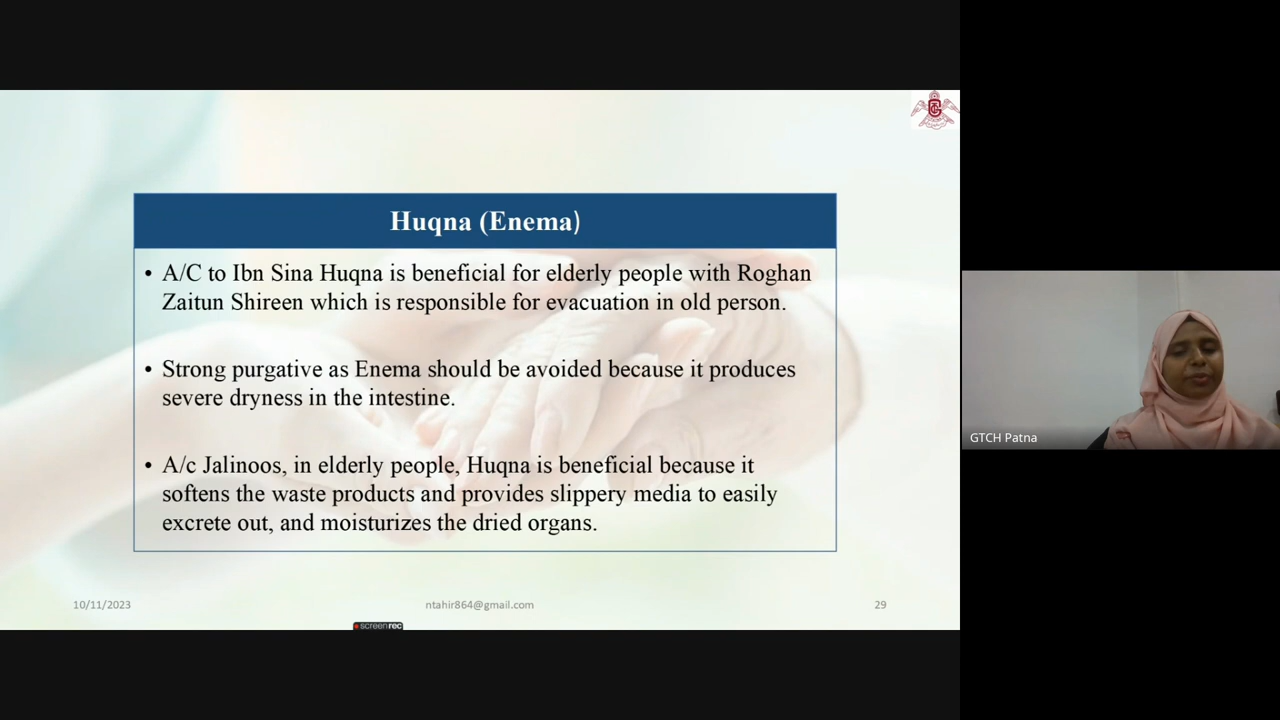 Huqna (Enema)
• A/C to Ibn Sina Huqna is beneficial for elderly people with Roghan
Zaitun Shireen which is responsible for evacuation in old person.
• Strong purgative as Enema should be avoided because it produces
severe dryness in the intestine.
• A/c Jalinoos, in elderly people, Huqna is beneficial because it
softens the waste products and provides slippery media to easily
excrete out, and moisturizes the dried organs.
10/11/2023
ntahir864@gmail.com
29
screenrec
GTCH Patna